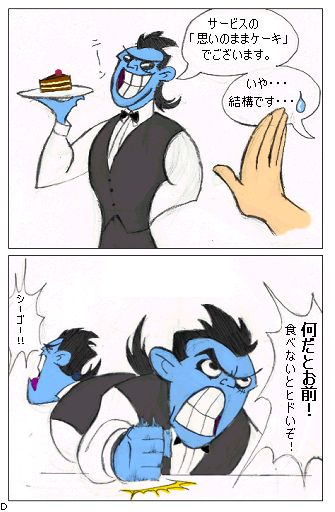 サービスの
「思いのままケーキ」
でございます。
ニーン
いや・・・
結構です・・・
何だとお前！
食べないとヒドいぞ！
シーゴー!!
D